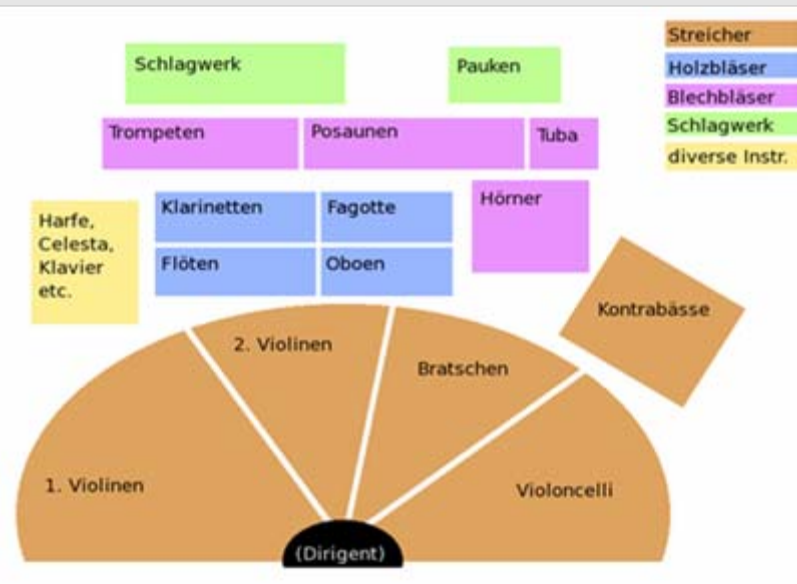 Schlagwerk
Pauken
Trompeten
Posaunen
Tuba
Klarinetten
Fagotte
Hörner
Flöten
Oboen
Harfe,
Celesta,
Klavier
etc.
Kontrabässe
1. Violinen
2. Violinen
Bratschen
Violoncelli
(Dirigent)
Streicher
Holzbläser
Blechbläser
Schlagwerk
diverse Instr.